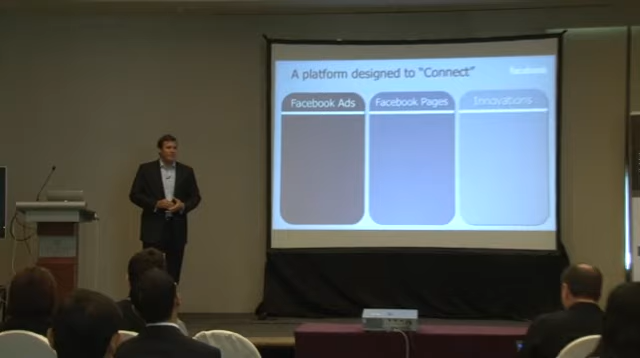 A platform designed to "Connect"
facebook
Facebook Ads
Facebook Pages
Innovations